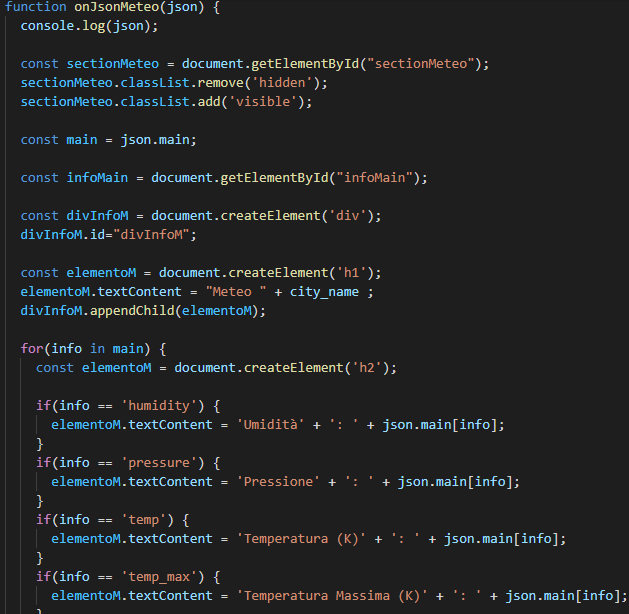 function onJsonMeteo(json) {
console.log(json);
const sectionMeteo = document.getElementById("sectionMeteo");
sectionMeteo.classList.remove('hidden');
sectionMeteo.classList.add('visible');
const main = json.main;
const infoMain = document.getElementById("infoMain");
const divInfoM = document.createElement('div');
divInfoM.id="divInfoM";
const elementoM = document.createElement('h1');
elementoM.textContent = "Meteo " + city_name ;
divInfoM.appendChild(elementoM);
for(info in main) {
const elementoM = document.createElement('h2');
if(info == 'humidity') {
elementoM.textContent = 'Umidità' + ': ' + json.main[info];
}
if(info == 'pressure') {
elementoM.textContent = 'Pressione' + ': ' + json.main[info];
}
if(info == 'temp') {
elementoM.textContent = 'Temperatura (K)' + ': ' + json.main[info];
}
if(info == 'temp_max') {
elementoM.textContent = 'Temperatura Massima (K)' + ': ' + json.main[info];
}